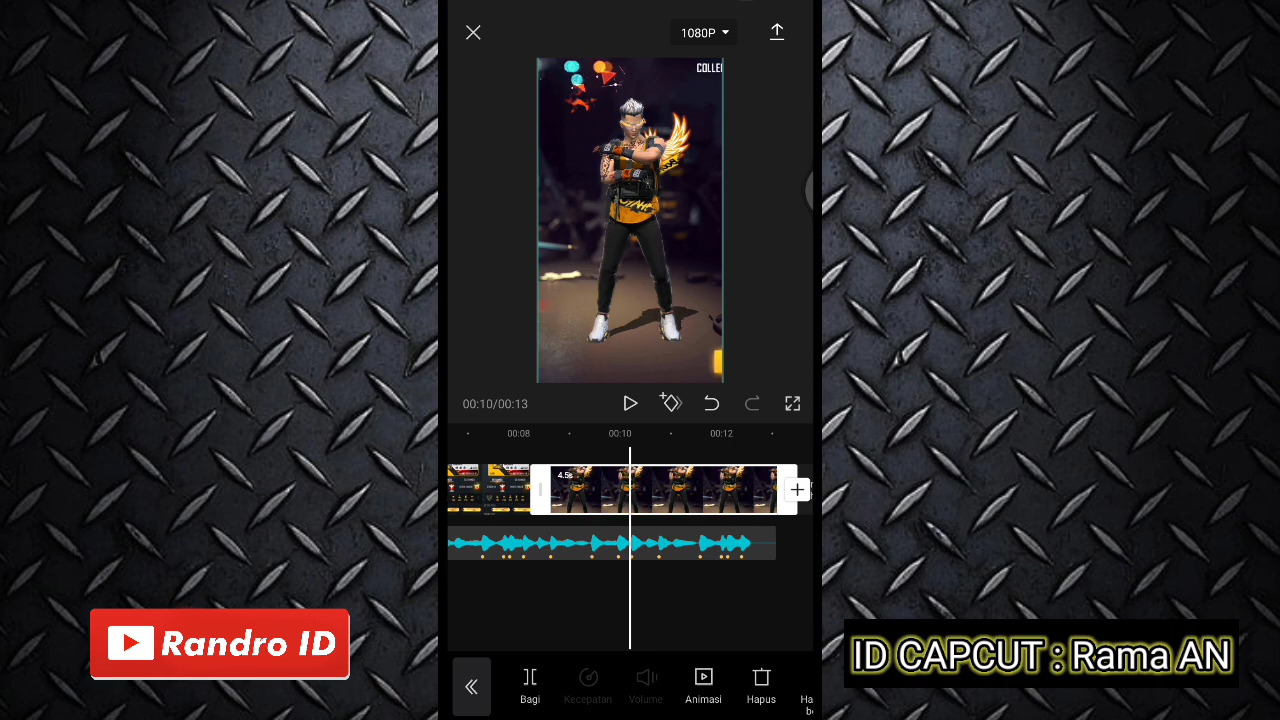 1080P
COLLE
00:10/00:13
00:08
00:10
00:12
4.5s
Bagi
Kecepatan
Volume
Animasi
Hapus
Randro ID
ID CAPCUT : Rama AN